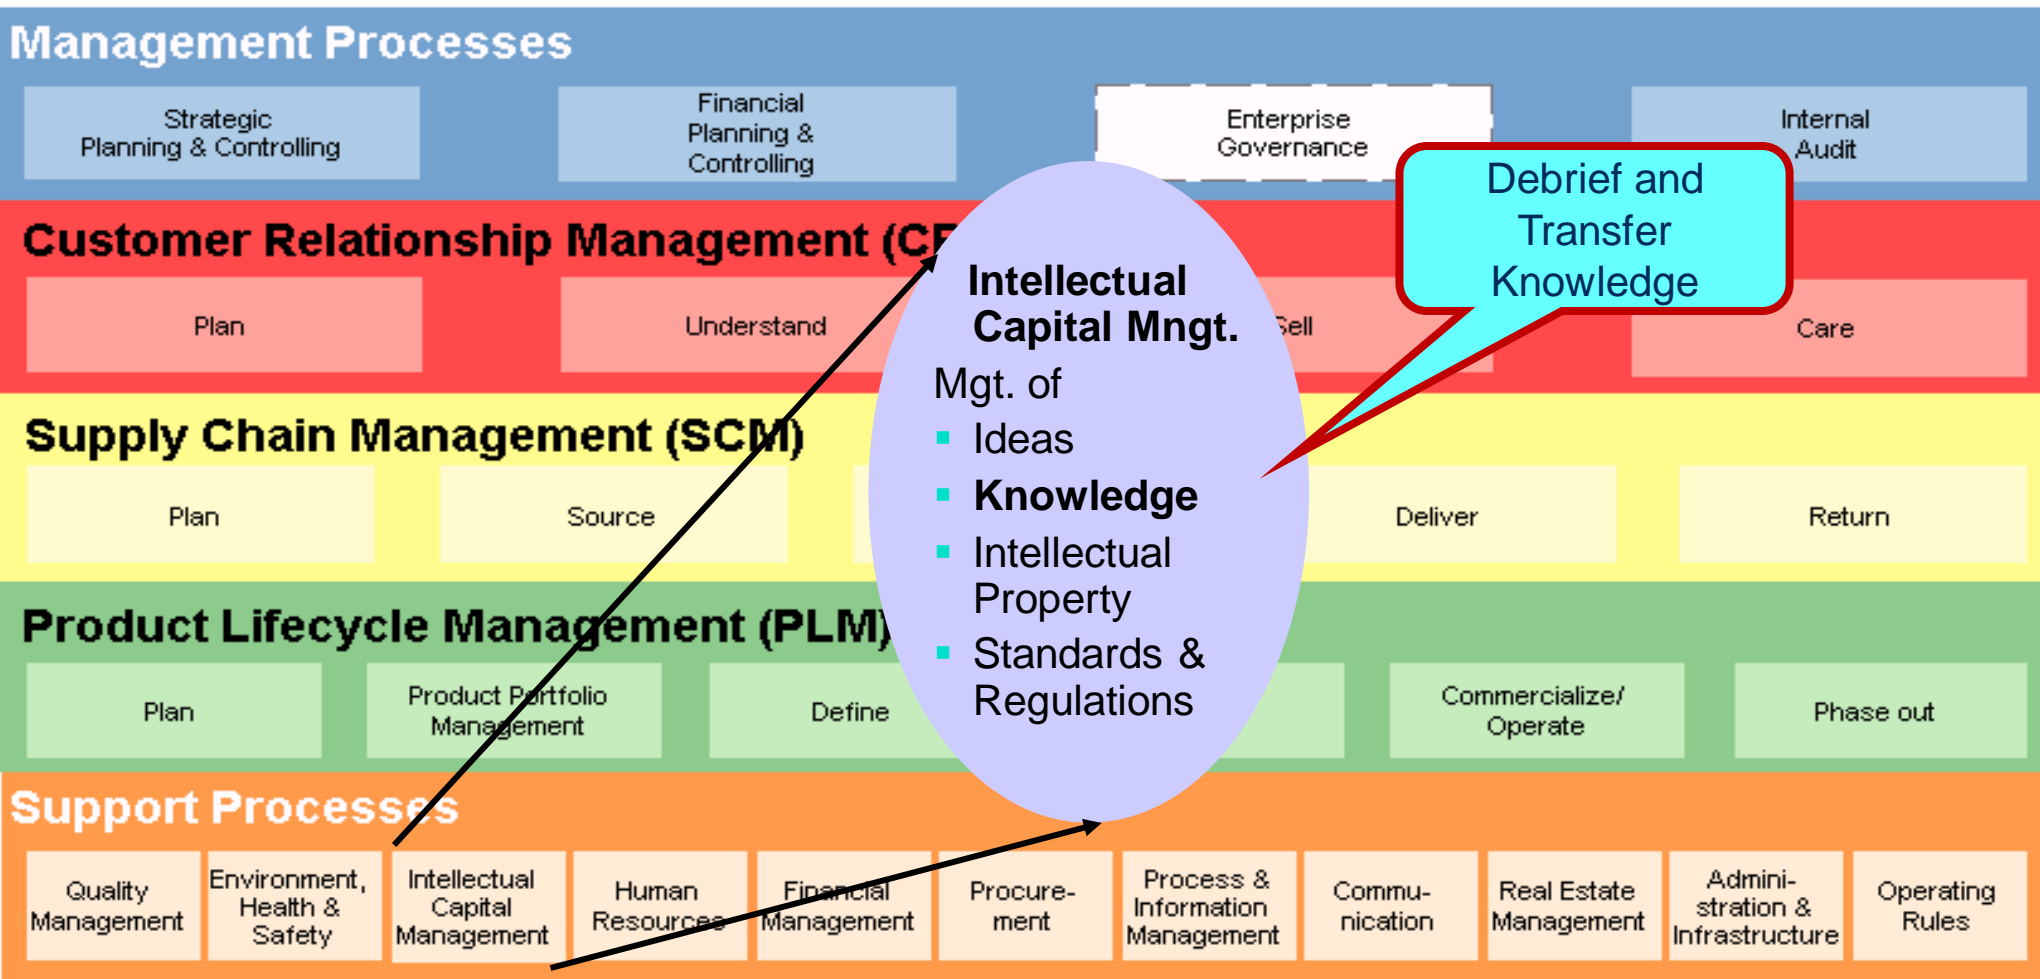 Management Processes
Strategic
Planning & Controlling
Financial
Planning &
Controlling
Enterprise
Governance
Internal
Audit
Debrief and
Transfer
Knowledge
Customer Relationship Management
Plan
Understand
Sell
Care
Intellectual
Capital Mngt.
Mgt. of
Ideas
Knowledge
Intellectual
Property
Standards &
Regulations
Supply Chain Management (SCM)
Plan
Source
Deliver
Return
Product Lifecycle Management (PLM)
Plan
Product Portfolio
Management
Define
Commercialize/
Operate
Phase out
Support Processes
Quality
Management
Environment,
Health &
Safety
Intellectual
Capital
Management
Human
Resources
Financial
Management
Procure-
ment
Process &
Information
Management
Commu-
nication
Real Estate
Management
Admini-
stration &
Infrastructure
Operating
Rules